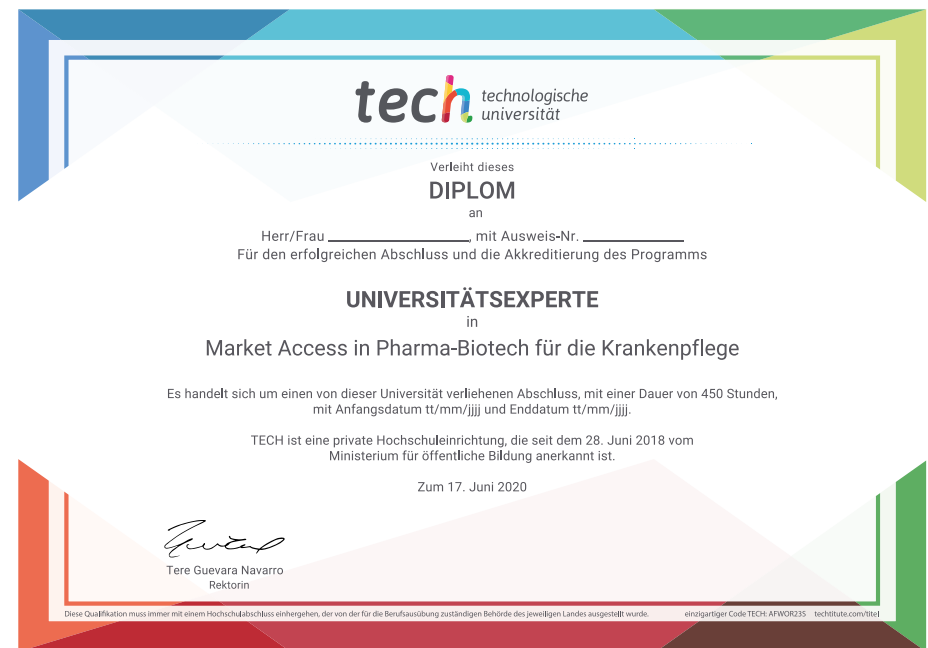 tech technologische
universität
Verleiht dieses
DIPLOM
an
Herr/Frau ____________________, mit Ausweis-Nr. ______________
Für den erfolgreichen Abschluss und die Akkreditierung des Programms
UNIVERSITÄTSEXPERTE
in
Market Access in Pharma-Biotech für die Krankenpflege
Es handelt sich um einen von dieser Universität verliehenen Abschluss, mit einer Dauer von 450 Stunden,
mit Anfangsdatum tt/mm/jjjj und Enddatum tt/mm/jjjj.
TECH ist eine private Hochschuleinrichtung, die seit dem 28. Juni 2018 vom
Ministerium für öffentliche Bildung anerkannt ist.
Zum 17. Juni 2020
Tere Guevara Navarro
Rektorin
Diese Qualifikation muss immer mit einem Hochschulabschluss einhergehen, der von der für die Berufsausübung zuständigen Behörde des jeweiligen Landes ausgestellt wurde. einzigartiger Code TECH: AFWOR23S techtitute.com/titel